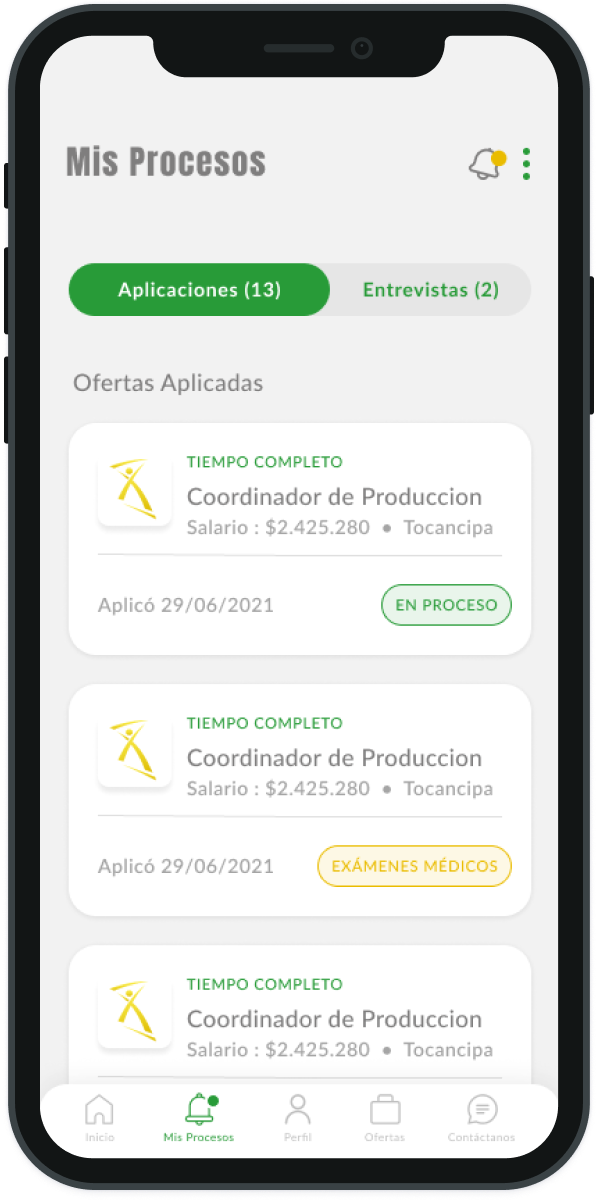 Mis Procesos
Aplicaciones (13)
Entrevistas (2)
Ofertas Aplicadas
TIEMPO COMPLETO
Coordinador de Produccion
Salario : $2.425.280 • Tocancipa
Aplicó 29/06/2021
EN PROCESO
TIEMPO COMPLETO
Coordinador de Produccion
Salario : $2.425.280 • Tocancipa
Aplicó 29/06/2021
EXÁMENES MÉDICOS
TIEMPO COMPLETO
Coordinador de Produccion
Salario : $2.425.280 • Tocancipa
Inicio
Mis Procesos
Perfil
Ofertas
Contáctanos